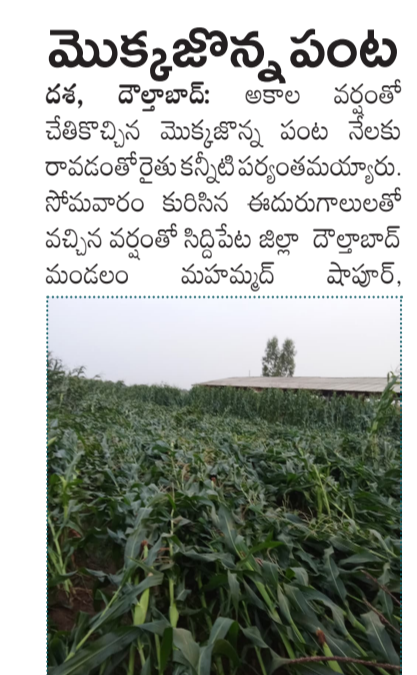 మొక్కజొన్న పంట
దశ, దౌల్తాబాద్: అకాల వర్షంతో
చేతికొచ్చిన మొక్కజొన్న పంట నేలకు
రావడంతో రైతు కన్నీటి పర్యంతమయ్యారు.
సోమవారం కురిసిన ఈదురుగాలులతో
వచ్చిన వర్షంతో సిద్దిపేట జిల్లా దౌల్తాబాద్
మండలం మహమ్మద్ షాపూర్,